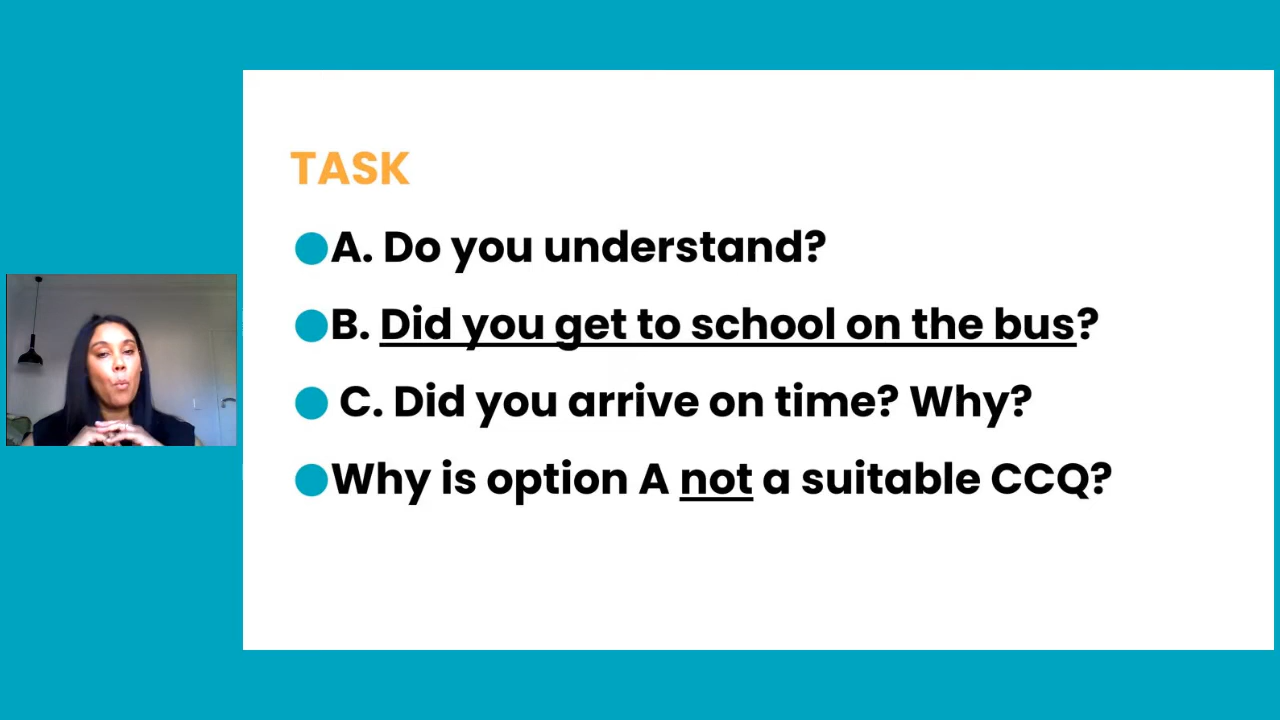 TASK
A. Do you understand?
B. Did you get to school on the bus?
C. Did you arrive on time? Why?
Why is option A not a suitable CCQ?